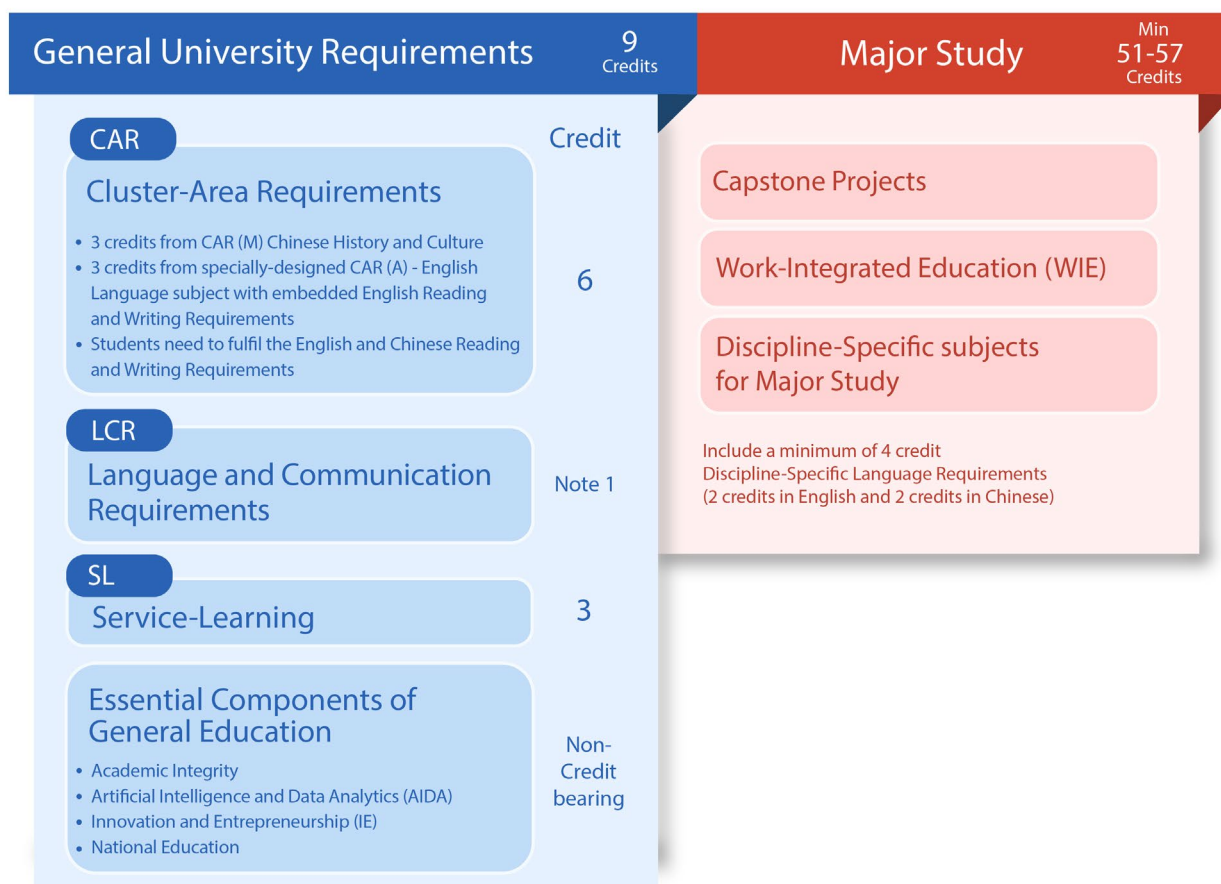 General University Requirements
9
Credits
CAR
Credit
Cluster-Area Requirements
• 3 credits from CAR (M) Chinese History and Culture
• 3 credits from specially-designed CAR (A) - English
Language subject with embedded English Reading
and Writing Requirements
• Students need to fulfil the English and Chinese Reading
and Writing Requirements
6
LCR
Language and Communication
Requirements
Note 1
SL
Service-Learning
3
Essential Components of
General Education
• Academic Integrity
• Artificial Intelligence and Data Analytics (AIDA)
• Innovation and Entrepreneurship (IE)
• National Education
Non-
Credit
bearing
Major Study
Min
51-57
Credits
Capstone Projects
Work-Integrated Education (WIE)
Discipline-Specific subjects
for Major Study
Include a minimum of 4 credit
Discipline-Specific Language Requirements
(2 credits in English and 2 credits in Chinese)